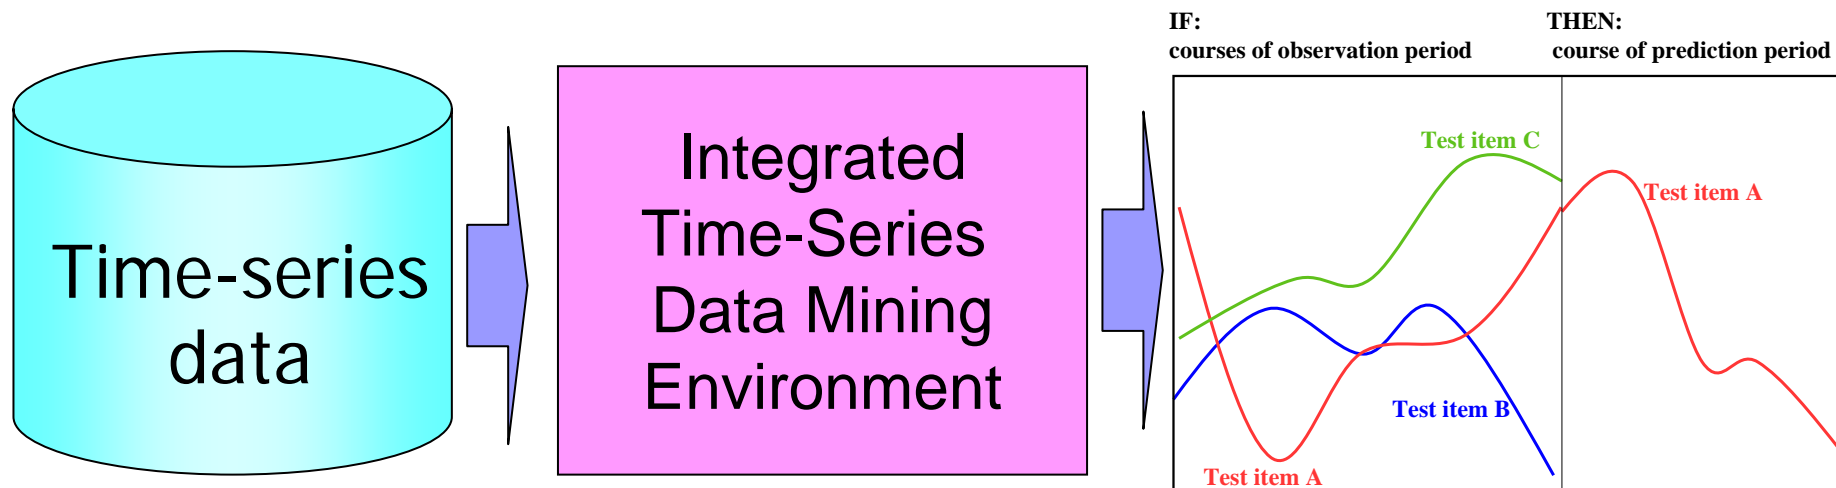 Time-series
data
Integrated
Time-Series
Data Mining
Environment
IF:
courses of observation period
THEN:
course of prediction period
Test item C
Test item A
Test item B
Test item A